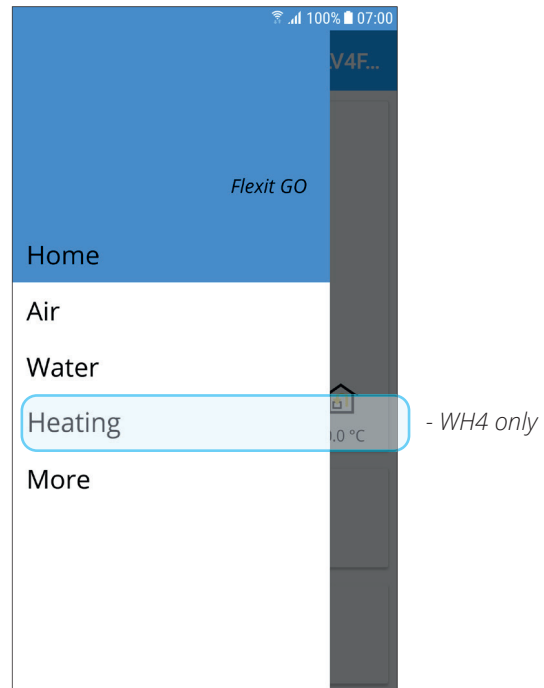 100% 07:00
V4F...
Flexit GO
Home
Air
Water
Heating
- WH4 only
.0 °C
More